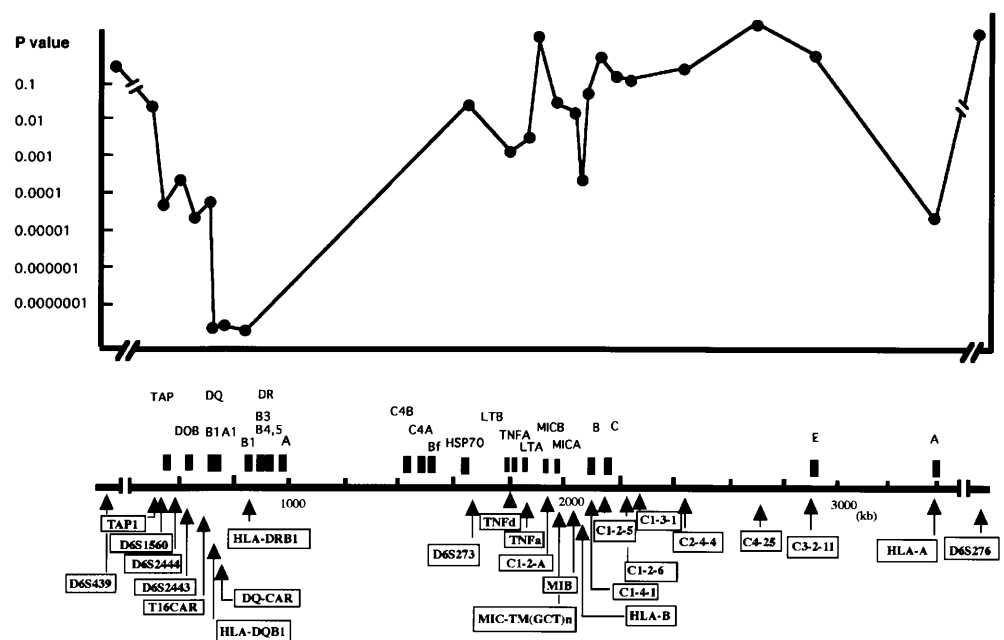 P value
0.1
0.01
0.001
0.0001
0.00001
0.000001
0.0000001
TAP DQ DR
DOB B1A1 B3
B1 B4,5 A
C4B
C4A
Bf HSP70
LTB
TNFA
LTA
MICB
MICA
B C
E
A
1000 2000 3000 (kb)
D6S439
TAP1
D6S1560
D6S2444
D6S2443
T16CAR
HLA-DQB1
DQ-CAR
HLA-DRB1
D6S273
TNFd
TNFa
C1-2-A
MIC-TM(GCT)n
MIB
HLA-B
C1-4-1
C1-2-5
C1-2-6
C1-3-1
C2-4-4
C4-25
C3-2-11
HLA-A
D6S276